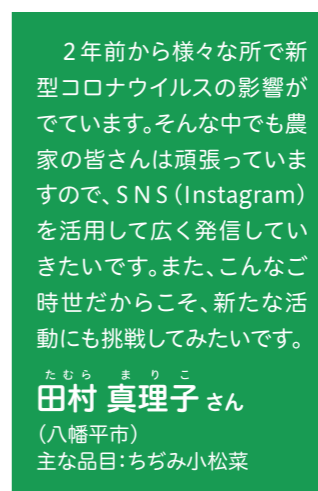 2年前から様々な所で新
型コロナウイルスの影響が
でています。そんな中でも農
家の皆さんは頑張っていま
すので、SNS(Instagram)
を活用して広く発信してい
きたいです。また、こんなご
時世だからこそ、新たな活
動にも挑戦してみたいです。
たむら まりこ
田村 真理子 さん
(八幡平市)
主な品目:ちぢみ小松菜